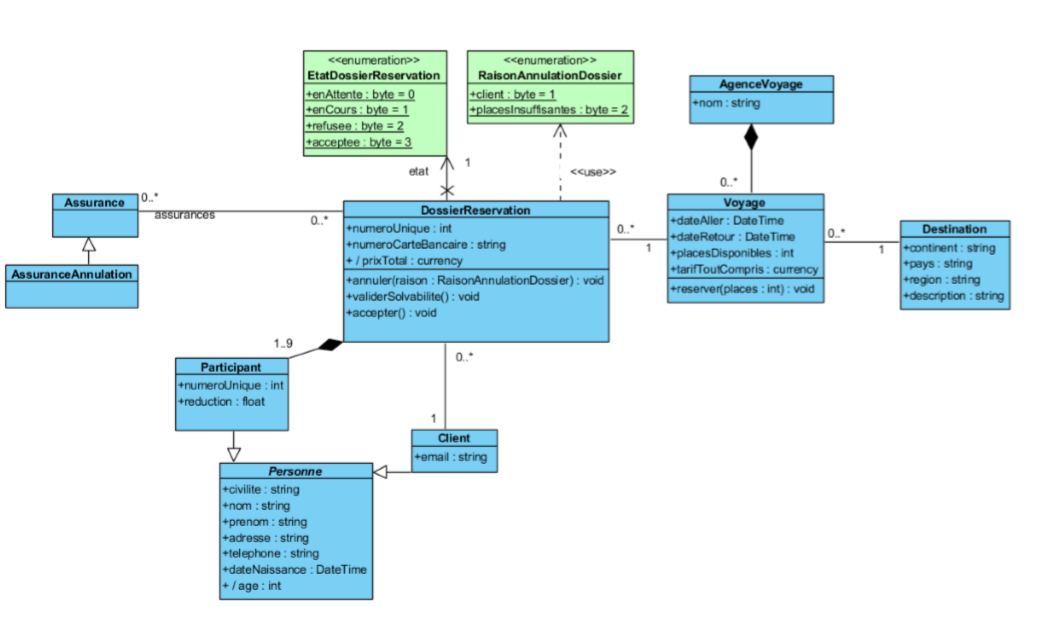 <<enumeration>>
EtatDossierReservation
+enAttente : byte = 0
+enCours : byte = 1
+refusee : byte = 2
+acceptee : byte = 3
<<enumeration>>
RaisonAnnulationDossier
+client : byte = 1
+placesInsuffisantes : byte = 2
AgenceVoyage
+nom : string
etat
1
<<use>>
0..*
Assurance
0..*
assurances
0..*
AssuranceAnnulation
DossierReservation
+numeroUnique : int
+numeroCarteBancaire : string
+ / prixTotal : currency
+annuler(raison : RaisonAnnulationDossier) : void
+validerSolvabilite() : void
+accepter() : void
0..*
1
Voyage
+dateAller : DateTime
+dateRetour : DateTime
+placesDisponibles : int
+tarifToutCompris : currency
+reserver(places : int) : void
0..*
1
Destination
+continent : string
+pays : string
+region : string
+description : string
1..9
0..*
Participant
+numeroUnique : int
+reduction : float
1
Client
+email : string
Personne
+civilite : string
+nom : string
+prenom : string
+adresse : string
+telephone : string
+dateNaissance : DateTime
+ / age : int